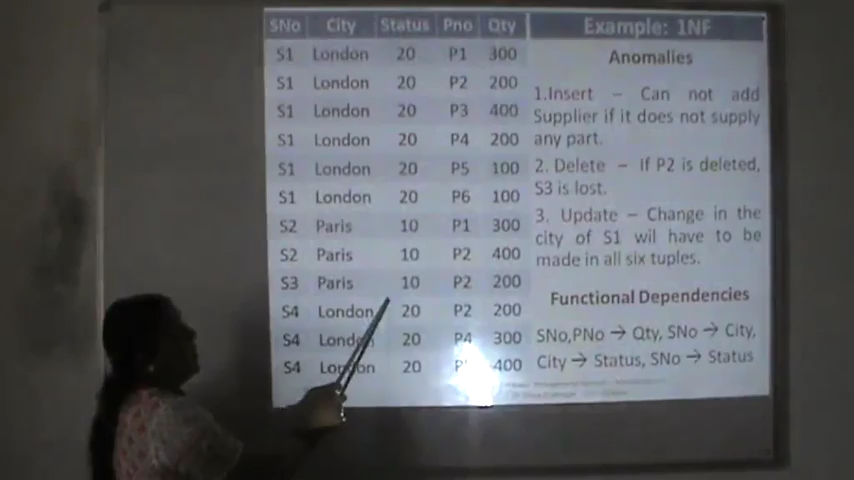 SNo City Status Pno Qty
S1 London 20 P1 300
S1 London 20 P2 200
S1 London 20 P3 400
S1 London 20 P4 200
S1 London 20 P5 100
S1 London 20 P6 100
S2 Paris 10 P1 300
S2 Paris 10 P2 400
S3 Paris 10 P2 200
S4 London 20 P2 200
S4 London 20 P4 300
S4 London 20 400
Example: 1NF
Anomalies
1.Insert – Can not add
Supplier if it does not supply
any part.
2. Delete – If P2 is deleted,
S3 is lost.
3. Update – Change in the
city of S1 wil have to be
made in all six tuples.
Functional Dependencies
SNo,PNo → Qty, SNo → City,
City → Status, SNo → Status